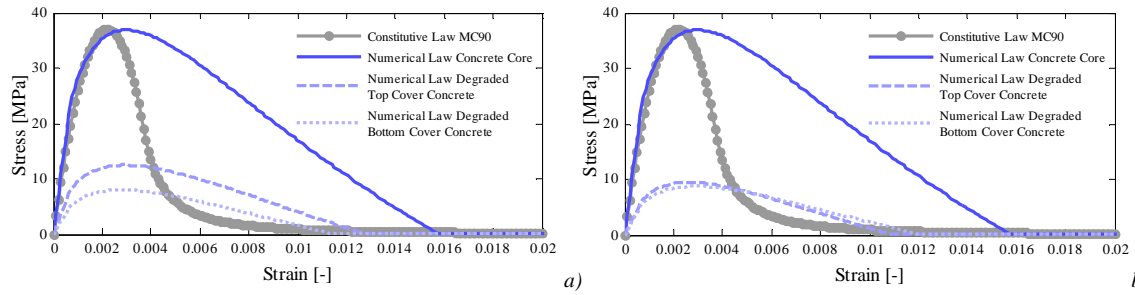 40
30
20
10
0
Stress [MPa]
Constitutive Law MC90
Numerical Law Concrete Core
Numerical Law Degraded
Top Cover Concrete
Numerical Law Degraded
Bottom Cover Concrete
0 0.002 0.004 0.006 0.008 0.01 0.012 0.014 0.016 0.018 0.02
Strain [-]
a)
40
30
20
10
0
Stress [MPa]
Constitutive Law MC90
Numerical Law Concrete Core
Numerical Law Degraded
Top Cover Concrete
Numerical Law Degraded
Bottom Cover Concrete
0 0.002 0.004 0.006 0.008 0.01 0.012 0.014 0.016 0.018 0.02
Strain [-]